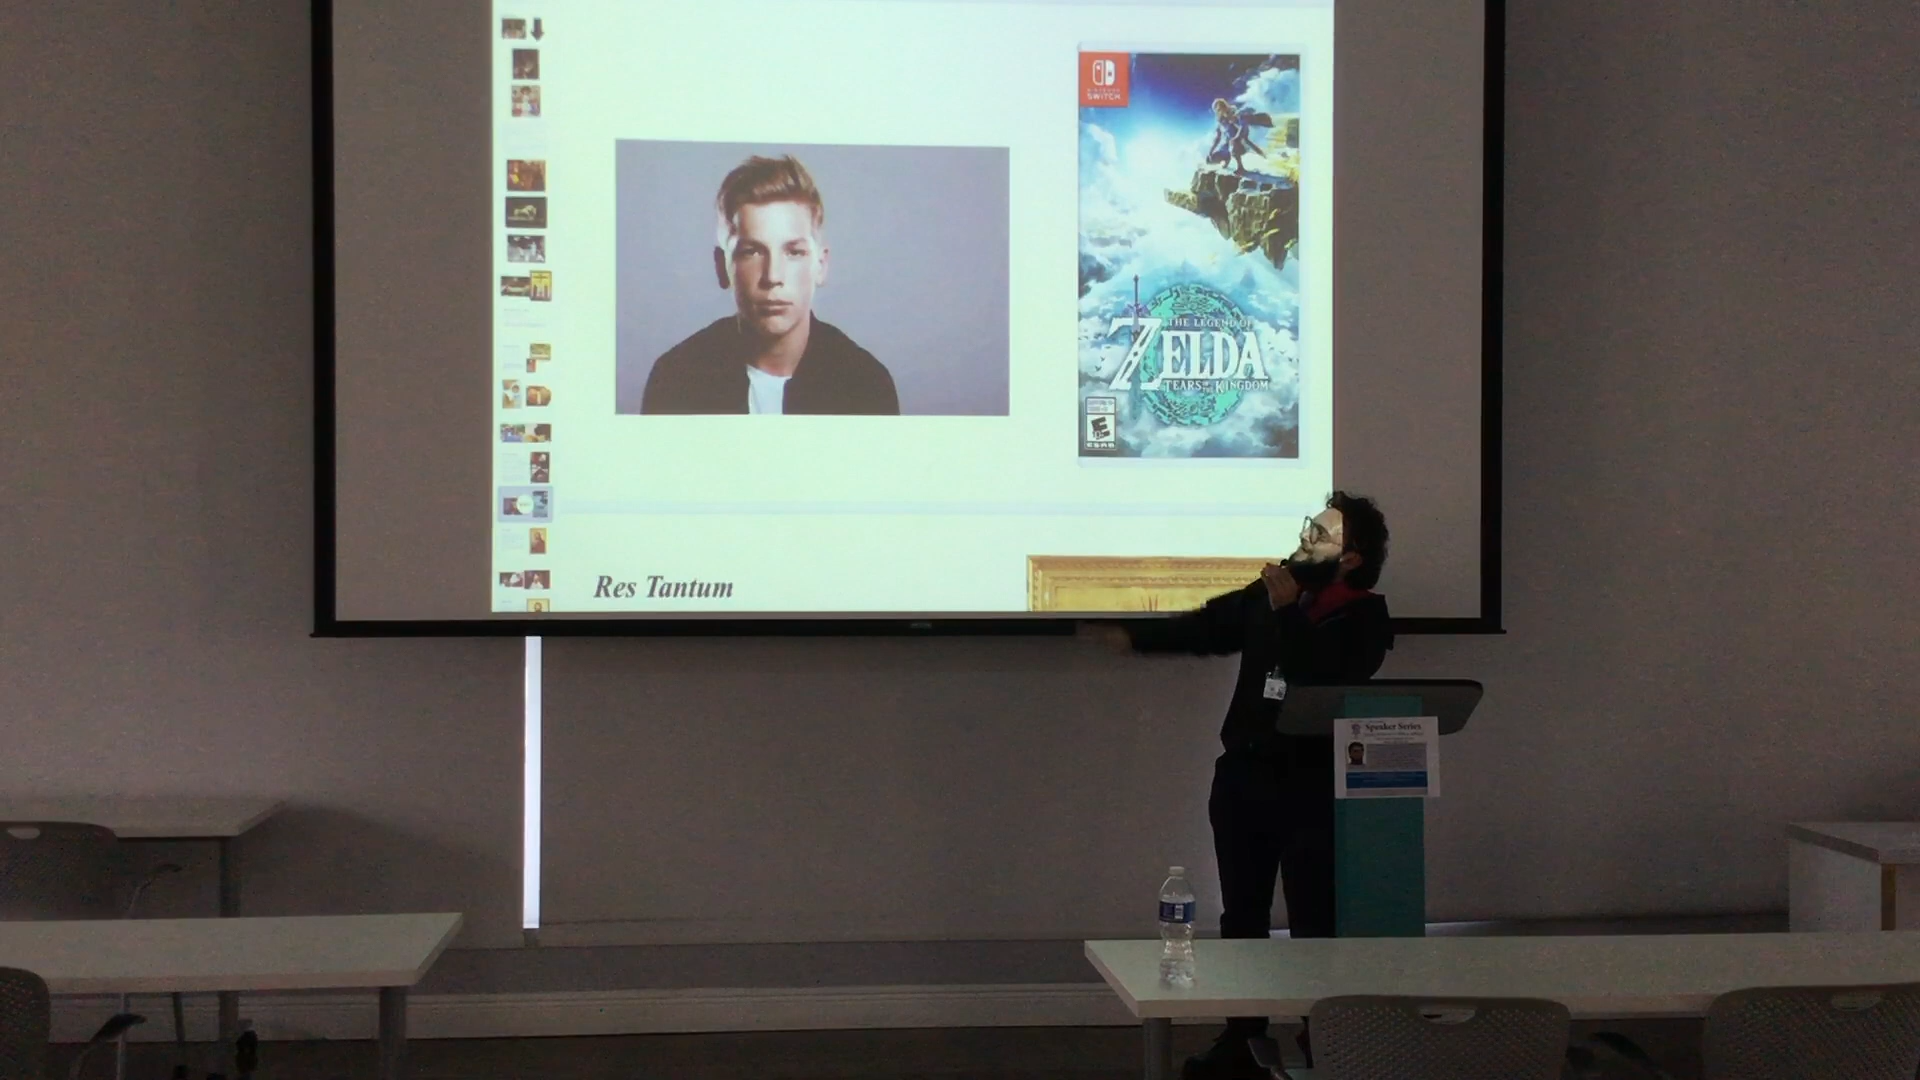 NINTENDO
SWITCH
THE LEGEND OF
ZELDA
TEARS OF THE KINGDOM
E
ESRB
Res Tantum
Speaker Series